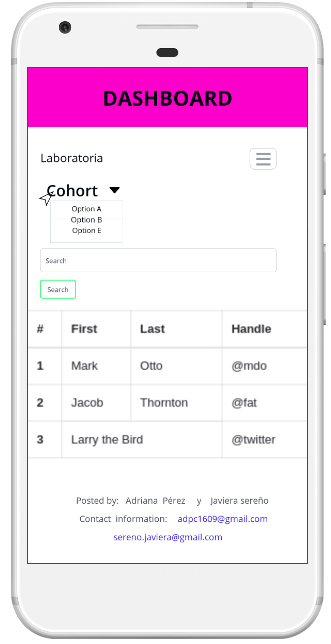 DASHBOARD
Laboratoria
Cohort
Option A
Option B
Option E
Search
Search
# First Last Handle
1 Mark Otto @mdo
2 Jacob Thornton @fat
3 Larry the Bird @twitter
Posted by: Adriana Pérez y Javiera sereño
Contact information: adpc1609@gmail.com
sereno.javiera@gmail.com